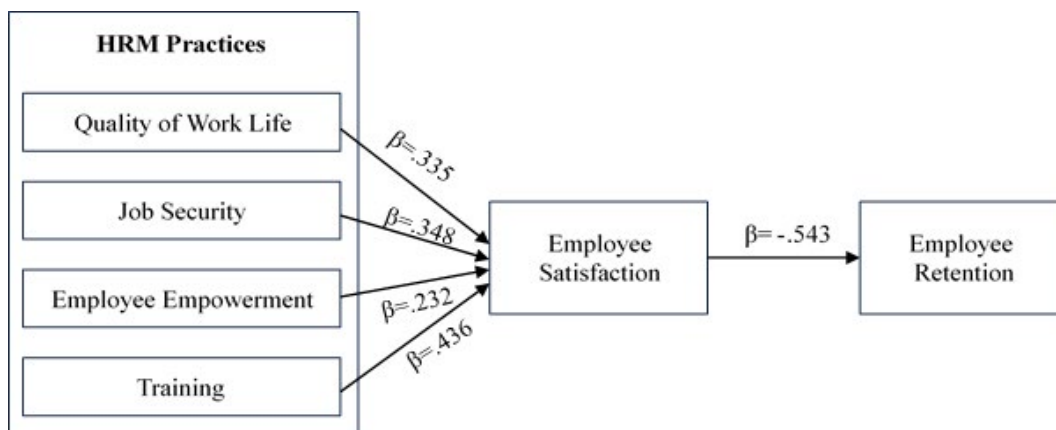 HRM Practices
Quality of Work Life
β=.335
Job Security
β=.348
Employee Empowerment
β=.232
Training
β=.436
Employee
Satisfaction
β= -.543
Employee
Retention